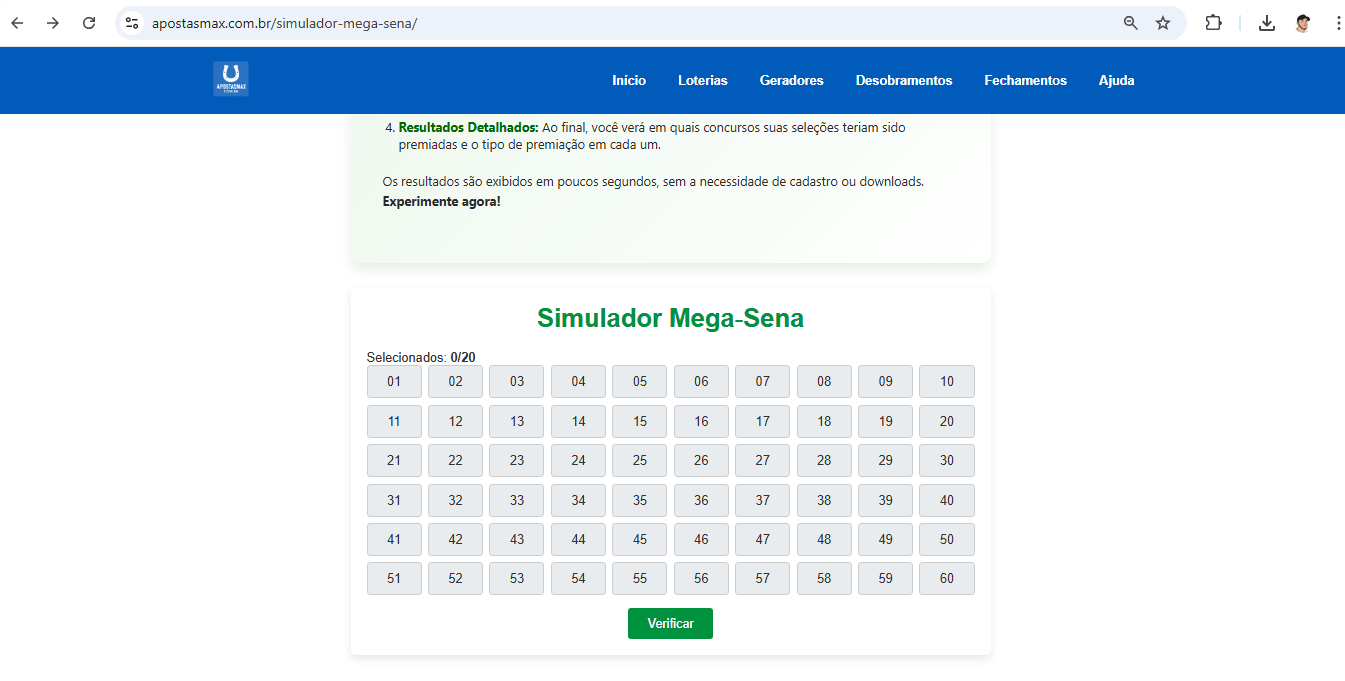 apostasmax.com.br/simulador-mega-sena/
APOSTASMAX
COM.BR
Início Loterias Geradores Desobramentos Fechamentos Ajuda
4. Resultados Detalhados: Ao final, você verá em quais concursos suas seleções teriam sido
premiadas e o tipo de premiação em cada um.
Os resultados são exibidos em poucos segundos, sem a necessidade de cadastro ou downloads.
Experimente agora!
Simulador Mega-Sena
Selecionados: 0/20
01 02 03 04 05 06 07 08 09 10
11 12 13 14 15 16 17 18 19 20
21 22 23 24 25 26 27 28 29 30
31 32 33 34 35 36 37 38 39 40
41 42 43 44 45 46 47 48 49 50
51 52 53 54 55 56 57 58 59 60
Verificar